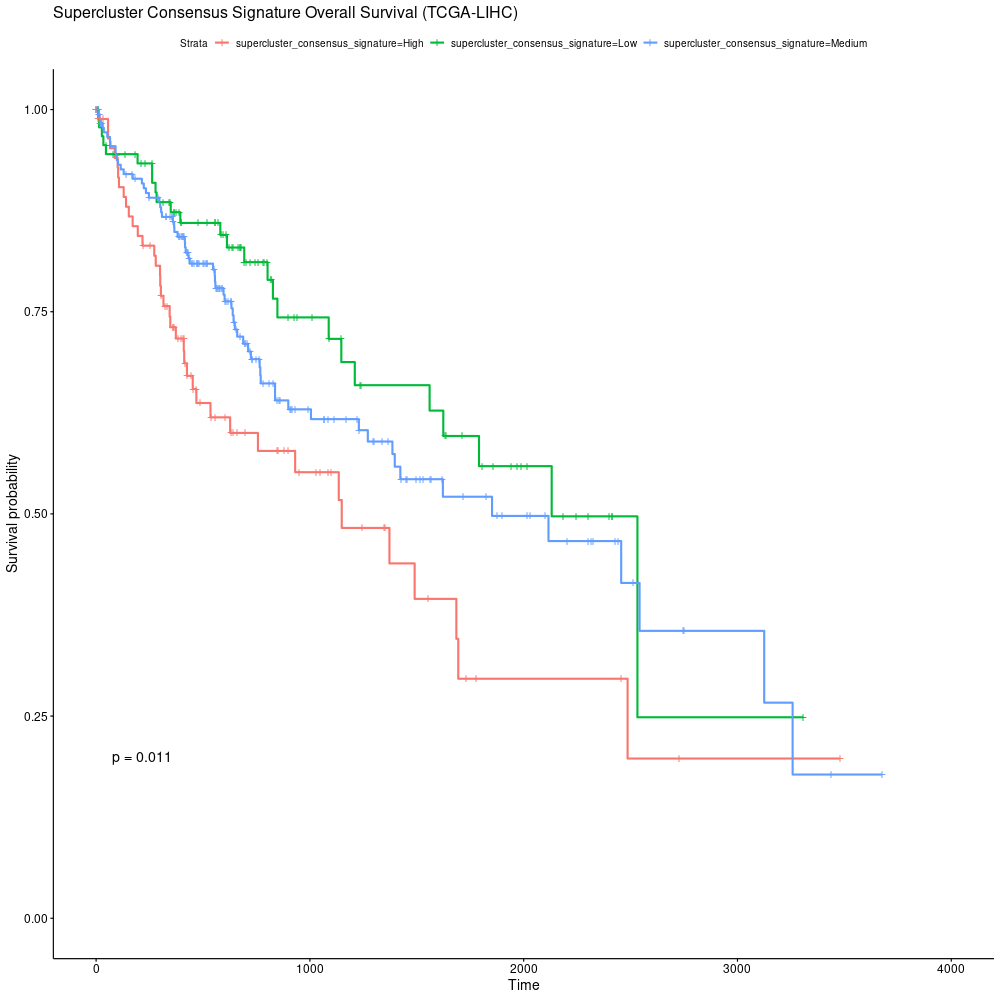 Supercluster Consensus Signature Overall Survival (TCGA-LIHC)
Strata supercluster_consensus_signature=High supercluster_consensus_signature=Low supercluster_consensus_signature=Medium
1.00
0.75
0.50
0.25
0.00
Survival probability
p = 0.011
0 1000 2000 3000 4000
Time